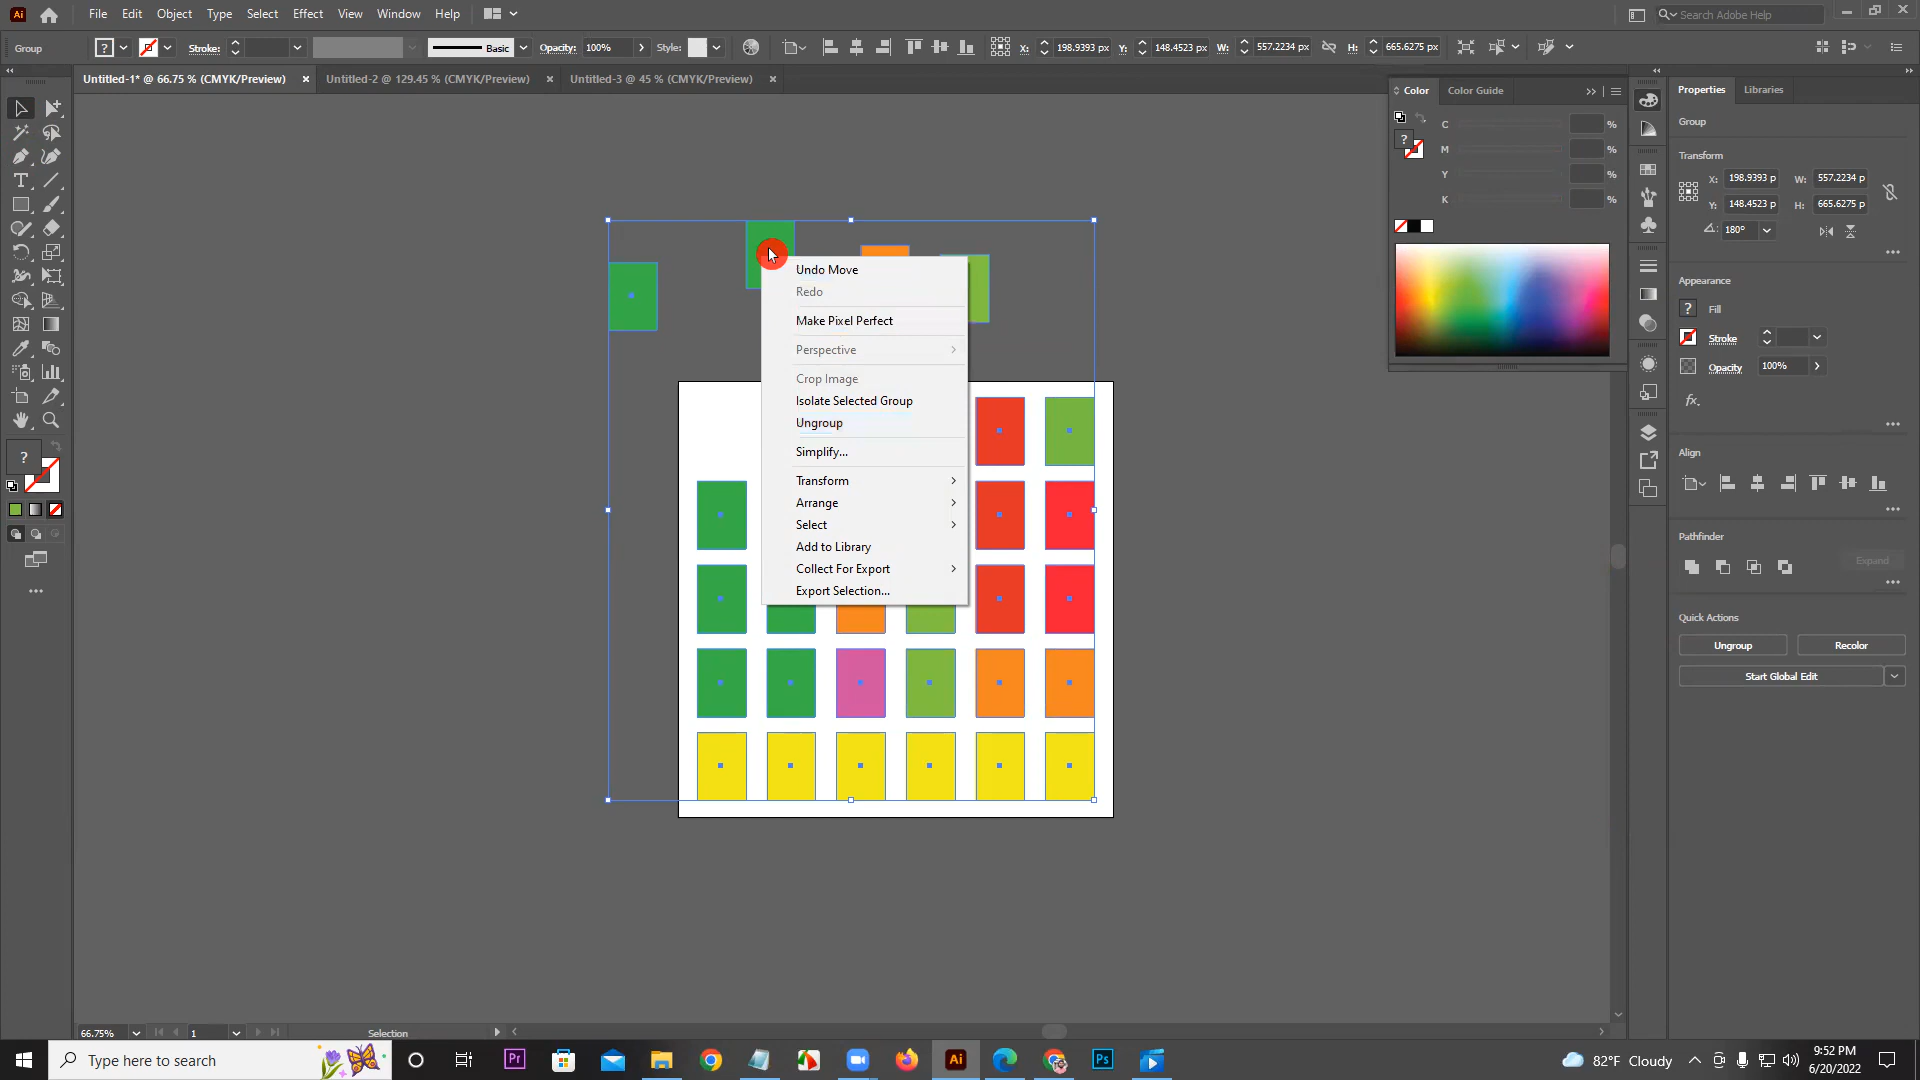 Ai File Edit Object Type Select Effect View Window Help Search Adobe Help
Group ? Stroke: Basic Opacity: 100% Style: X: 198.9393 px Y: 148.4523 px W: 557.2234 px H: 665.6275 px
Untitled-1* @ 66.75 % (CMYK/Preview) × Untitled-2 @ 129.45 % (CMYK/Preview) × Untitled-3 @ 45 % (CMYK/Preview) ×
Color Color Guide
C %
M %
Y %
K %
?
Properties Libraries
Group
Transform
X: 198.9393 p W: 557.2234 p
Y: 148.4523 p H: 665.6275 p
180°
Appearance
? Fill
Stroke
Opacity 100%
fx.
Align
Pathfinder
Expand
Quick Actions
Ungroup Recolor
Start Global Edit
Undo Move
Redo
Make Pixel Perfect
Perspective
Crop Image
Isolate Selected Group
Ungroup
Simplify...
Transform
Arrange
Select
Add to Library
Collect For Export
Export Selection...
T
?
66.75% 1 Selection
Type here to search Pr Ai Ps 82°F Cloudy 9:52 PM
6/20/2022